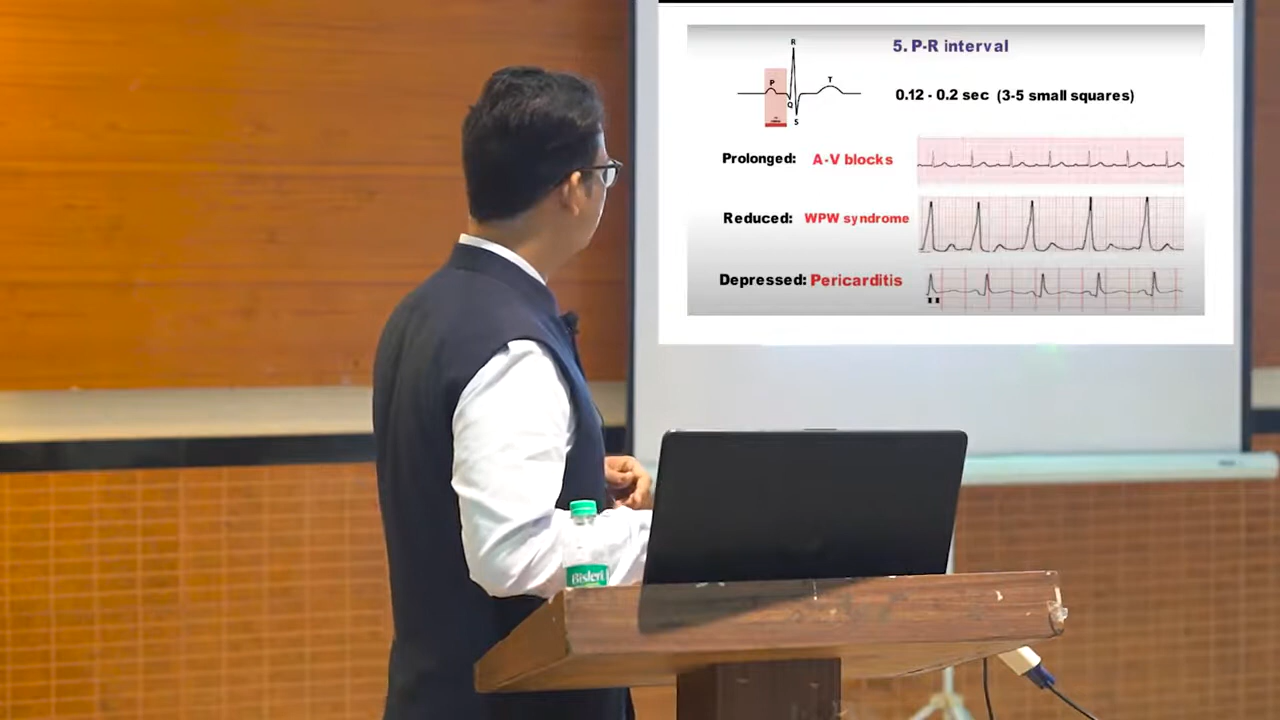 5. P-R interval
R
P
T
Q
S
0.12 - 0.2 sec (3-5 small squares)
Prolonged: A-V blocks
Reduced: WPW syndrome
Depressed: Pericarditis
Bisleri